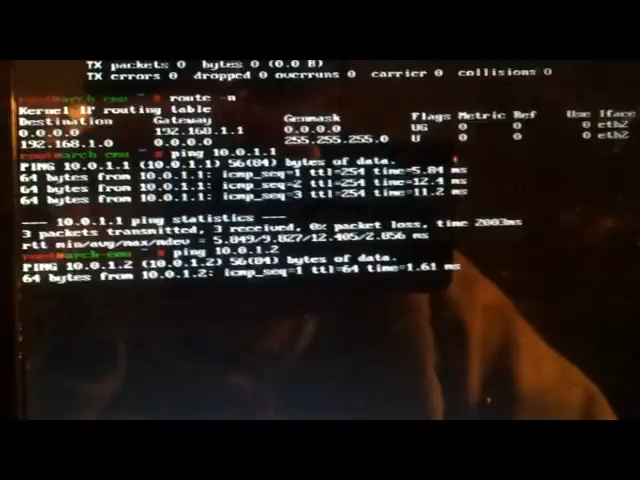 TX packets 0 bytes 0 (0.0 B)
TX errors 0 dropped 0 overruns 0 carrier 0 collisions 0
root@arch-emu ~ # route -n
Kernel IP routing table
Destination Gateway Genmask Flags Metric Ref Use Iface
0.0.0.0 192.168.1.1 0.0.0.0 UG 0 0 0 eth2
192.168.1.0 0.0.0.0 255.255.255.0 U 0 0 0 eth2
root@arch-emu ~ # ping 10.0.1.1
PING 10.0.1.1 (10.0.1.1) 56(84) bytes of data.
64 bytes from 10.0.1.1: icmp_seq=1 ttl=254 time=5.84 ms
64 bytes from 10.0.1.1: icmp_seq=2 ttl=254 time=12.4 ms
64 bytes from 10.0.1.1: icmp_seq=3 ttl=254 time=11.2 ms
--- 10.0.1.1 ping statistics ---
3 packets transmitted, 3 received, 0% packet loss, time 2003ms
rtt min/avg/max/mdev = 5.849/9.827/12.405/2.856 ms
root@arch-emu ~ # ping 10.0.1.2
PING 10.0.1.2 (10.0.1.2) 56(84) bytes of data.
64 bytes from 10.0.1.2: icmp_seq=1 ttl=64 time=1.61 ms